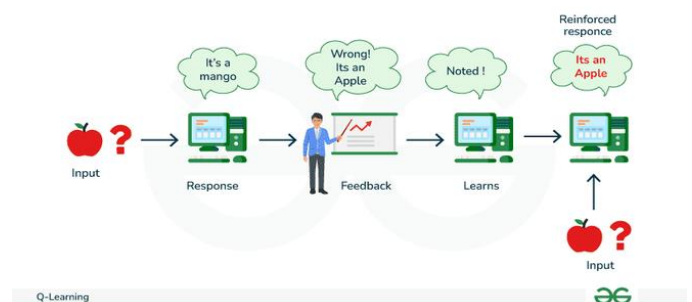 Reinforced
responce
It's a
mango
Wrong!
Its an
Apple
Noted !
Its an
Apple
?
Input
Response
Feedback
Learns
?
Input
Q-Learning